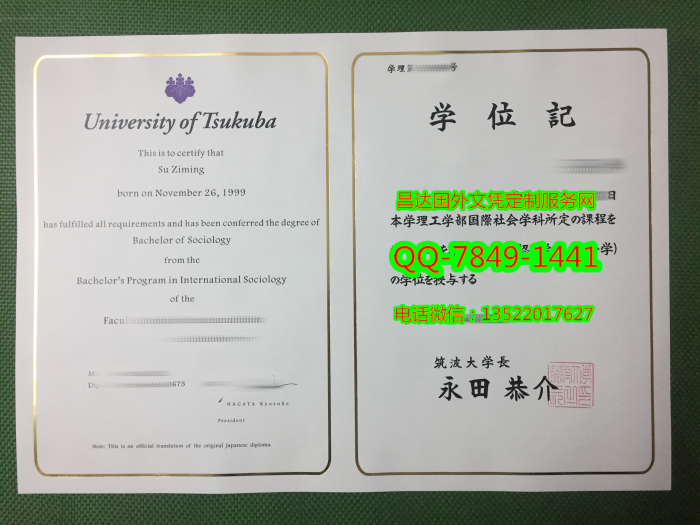 University of Tsukuba
This is to certify that
Su Ziming
born on November 26, 1999
has fulfilled all requirements and has been conferred the degree of
Bachelor of Sociology
from the
Bachelor's Program in International Sociology
of the
Facul
NAGATA Kyosuke
President
Note: This is an official translation of the original Japanese diploma.
学理第 号
学位記
日
昌达国外文凭定制服务网
本学理工学部国際社会学科所定の課程を
QQ-7849-1441
の学位を授与する
电话微信:13522017627
筑波大学長
永田恭介